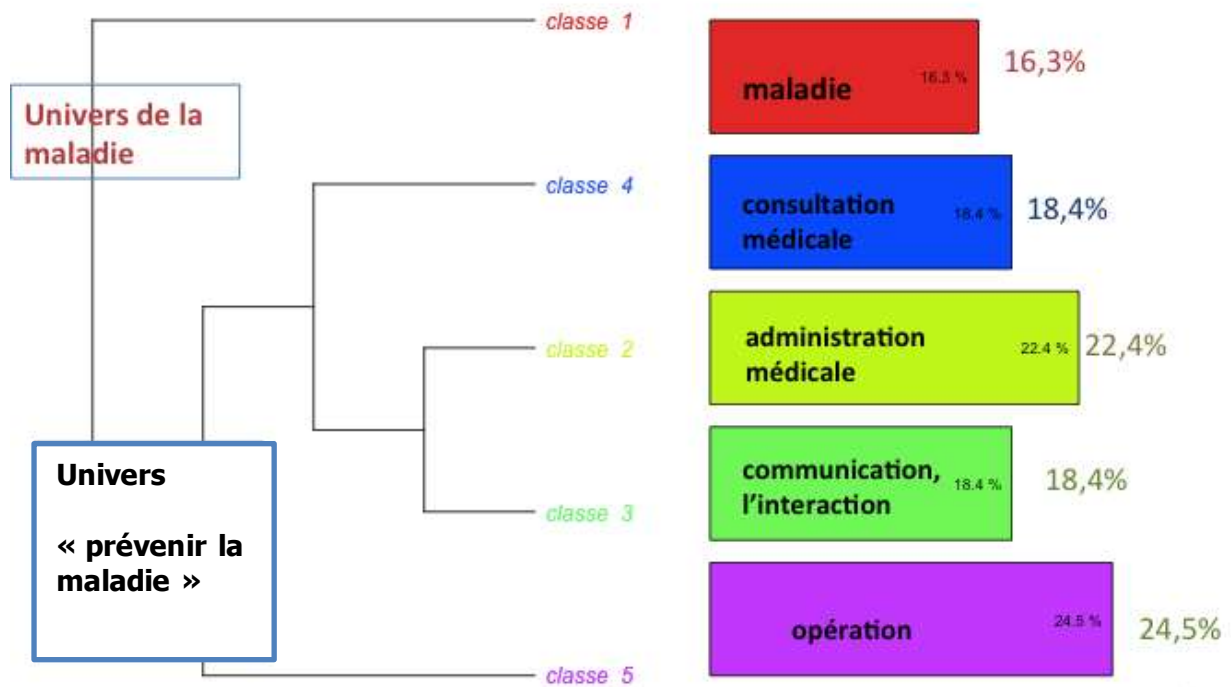 classe 1
maladie
16.3 %
16,3%
Univers de la
maladie
classe 4
consultation
médicale
18.4 %
18,4%
classe 2
administration
médicale
22.4 %
22,4%
Univers
« prévenir la
maladie »
classe 3
communication,
l'interaction
18.4 %
18,4%
classe 5
opération
24.5 %
24,5%